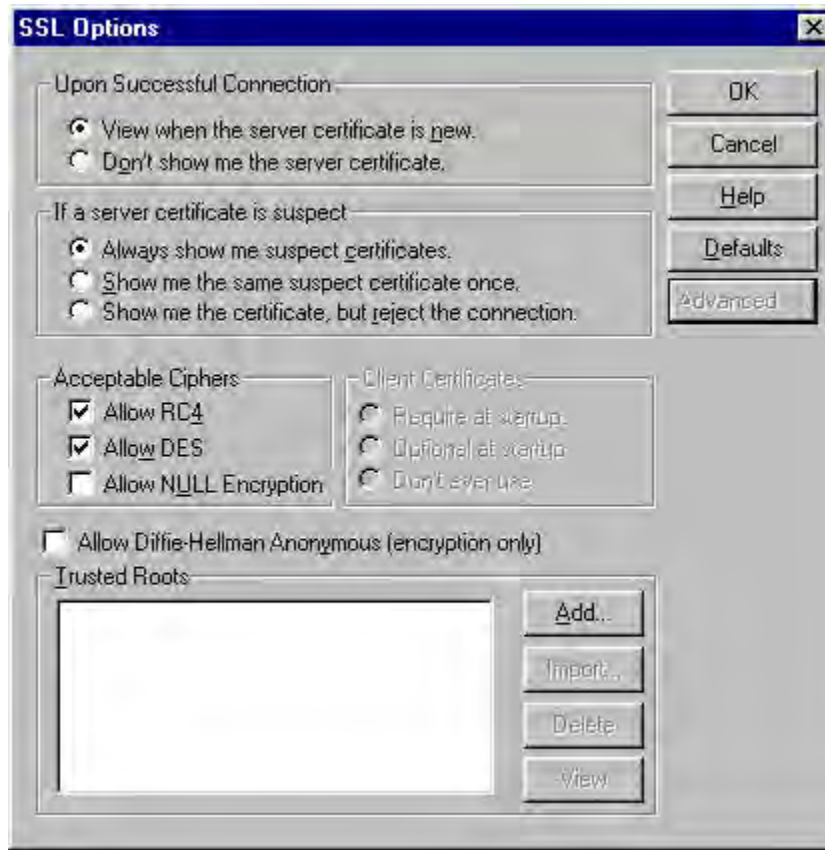 SSL Options
Upon Successful Connection
View when the server certificate is new.
Don't show me the server certificate.
If a server certificate is suspect
Always show me suspect certificates.
Show me the same suspect certificate once.
Show me the certificate, but reject the connection.
OK
Cancel
Help
Defaults
Advanced
Acceptable Ciphers
Allow RC4
Allow DES
Allow NULL Encryption
Client Certificates
Require at startup.
Optional at startup
Don't ever use
Allow Diffie-Hellman Anonymous (encryption only)
Trusted Roots
Add...
Import...
Delete
View